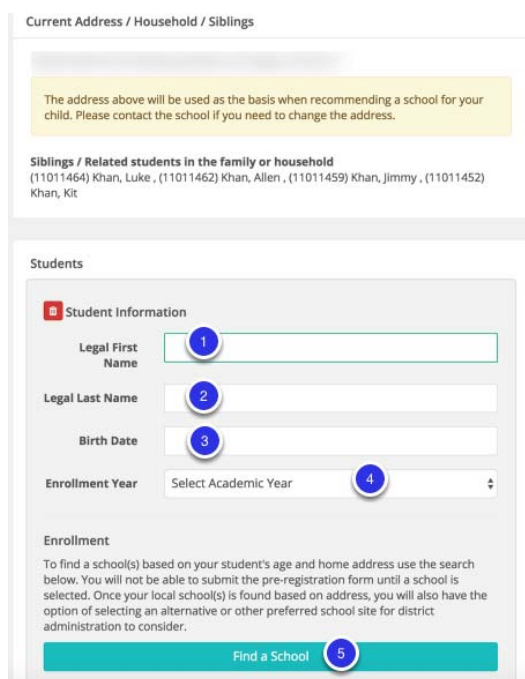 Current Address / Household / Siblings
The address above will be used as the basis when recommending a school for your
child. Please contact the school if you need to change the address.
Siblings / Related students in the family or household
(11011464) Khan, Luke , (11011462) Khan, Allen , (11011459) Khan, Jimmy , (11011452)
Khan, Kit
Students
Student Information
Legal First
Name
1
Legal Last Name
2
Birth Date
3
Enrollment Year
Select Academic Year
4
Enrollment
To find a school(s) based on your student's age and home address use the search
below. You will not be able to submit the pre-registration form until a school is
selected. Once your local school(s) is found based on address, you will also have the
option of selecting an alternative or other preferred school site for district
administration to consider.
Find a School
5